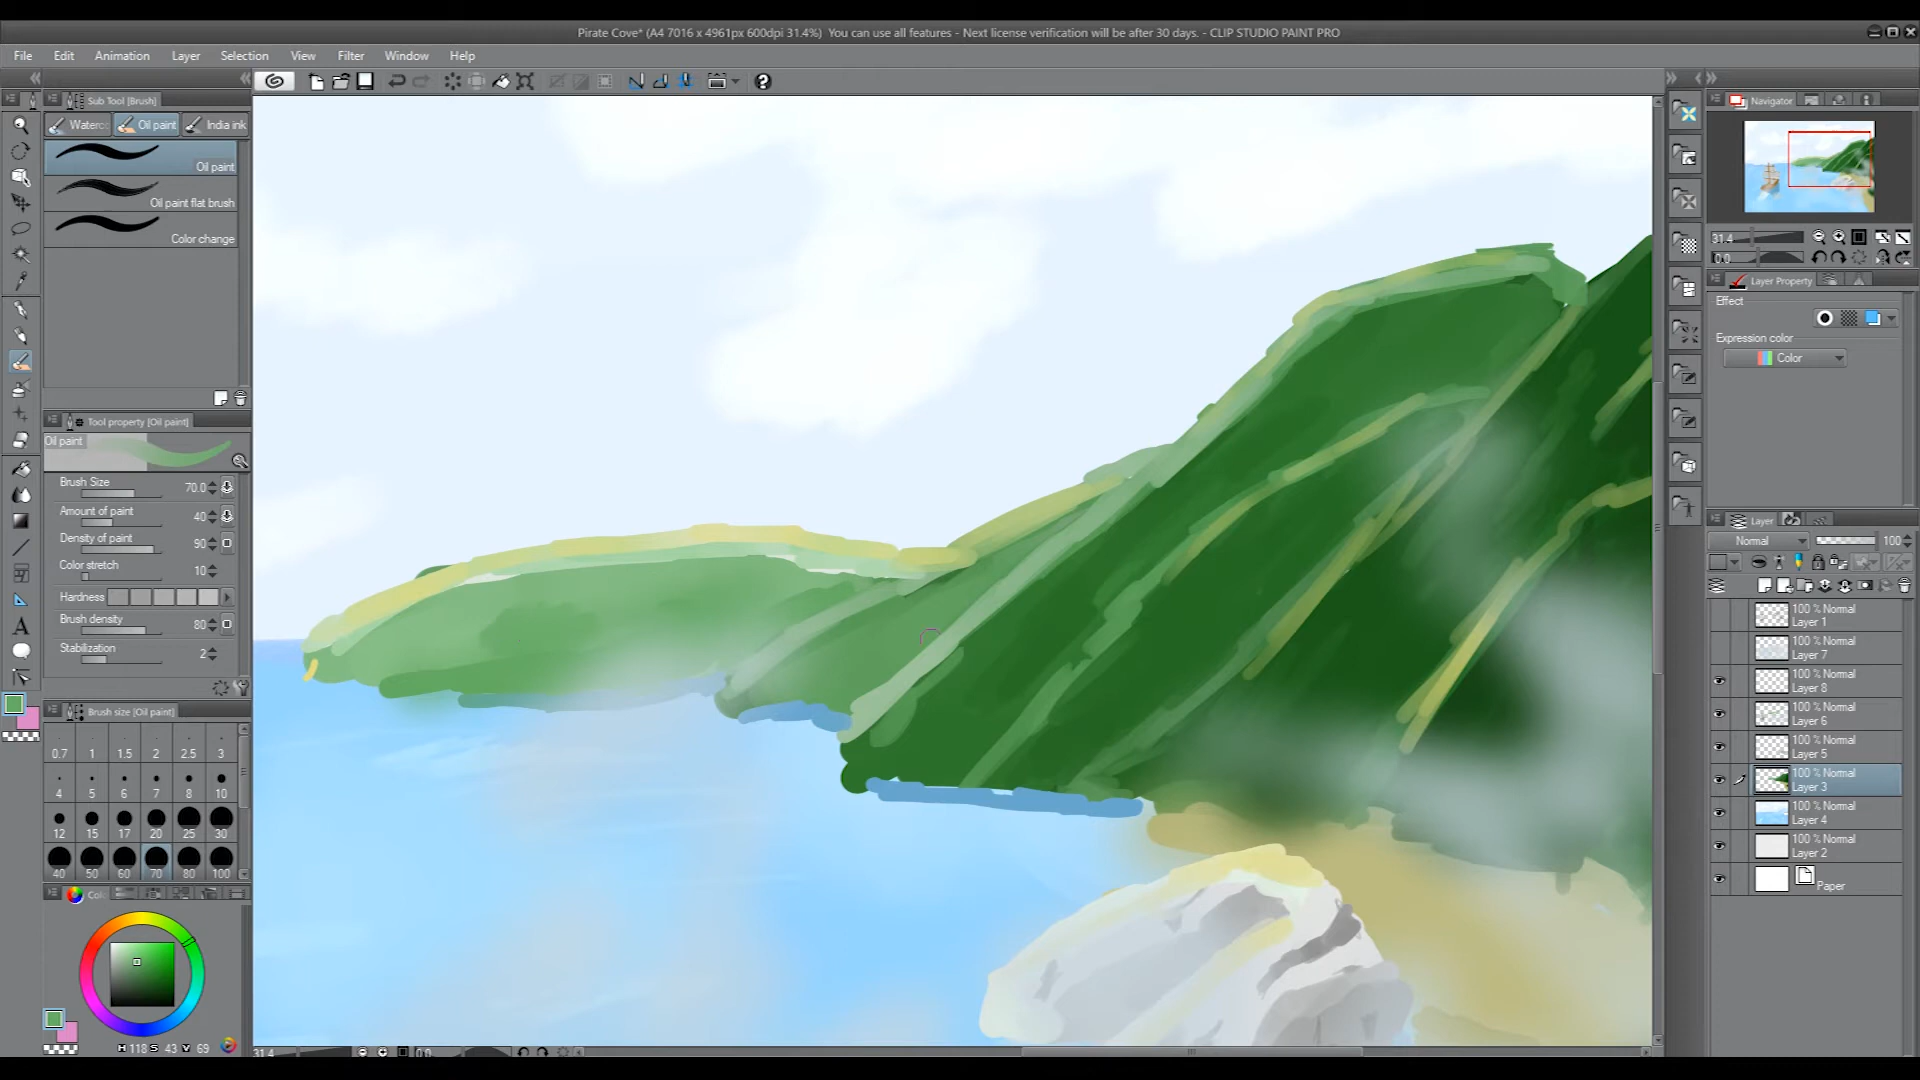 Pirate Cove* (A4 7016 x 4961px 600dpi 31.4%)  You can use all features - Next license verification will be after 30 days. - CLIP STUDIO PAINT PRO
File Edit Animation Layer Selection View Filter Window Help
Sub Tool [Brush]
Waterc Oil paint India ink
Oil paint
Oil paint flat brush
Color change
Tool property [Oil paint]
Oil paint
Brush Size 70.0
Amount of paint 40
Density of paint 90
Color stretch 10
Hardness
Brush density 80
Stabilization 2
Brush size [Oil paint]
0.7 1 1.5 2 2.5 3
4 5 6 7 8 10
12 15 17 20 25 30
40 50 60 70 80 100
Colo
H 118 S 43 V 69
31.4 0.0
Navigator
31.4
0.0
Layer Property
Effect
Expression color
Color
Layer
Normal 100
100 % Normal
Layer 1
100 % Normal
Layer 7
100 % Normal
Layer 8
100 % Normal
Layer 6
100 % Normal
Layer 5
100 % Normal
Layer 3
100 % Normal
Layer 4
100 % Normal
Layer 2
Paper